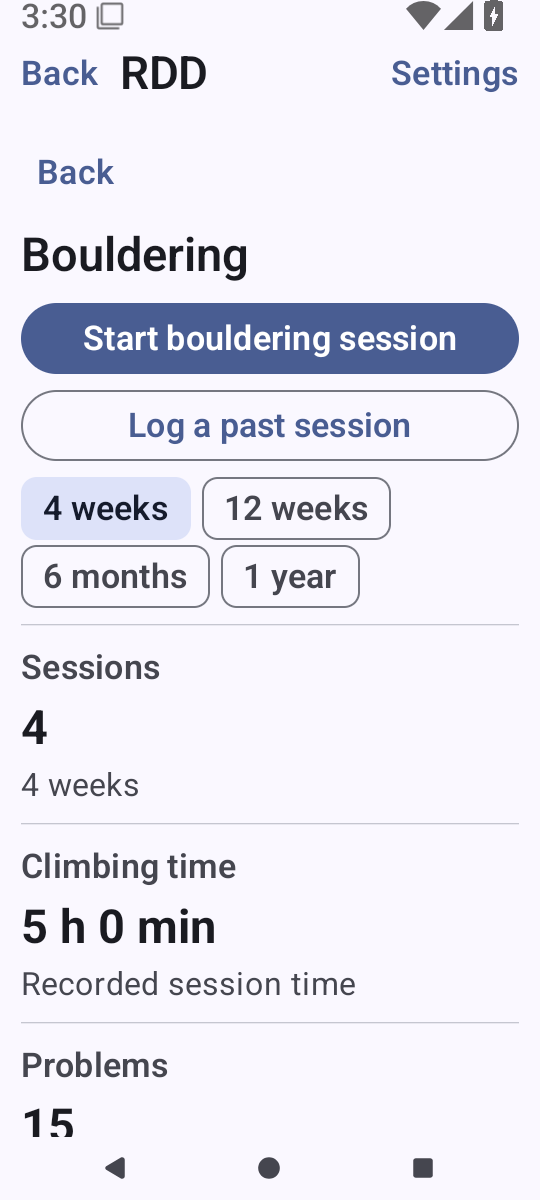 3:30
Back RDD Settings
Back
Bouldering
Start bouldering session
Log a past session
4 weeks 12 weeks
6 months 1 year
Sessions
4
4 weeks
Climbing time
5 h 0 min
Recorded session time
Problems
15